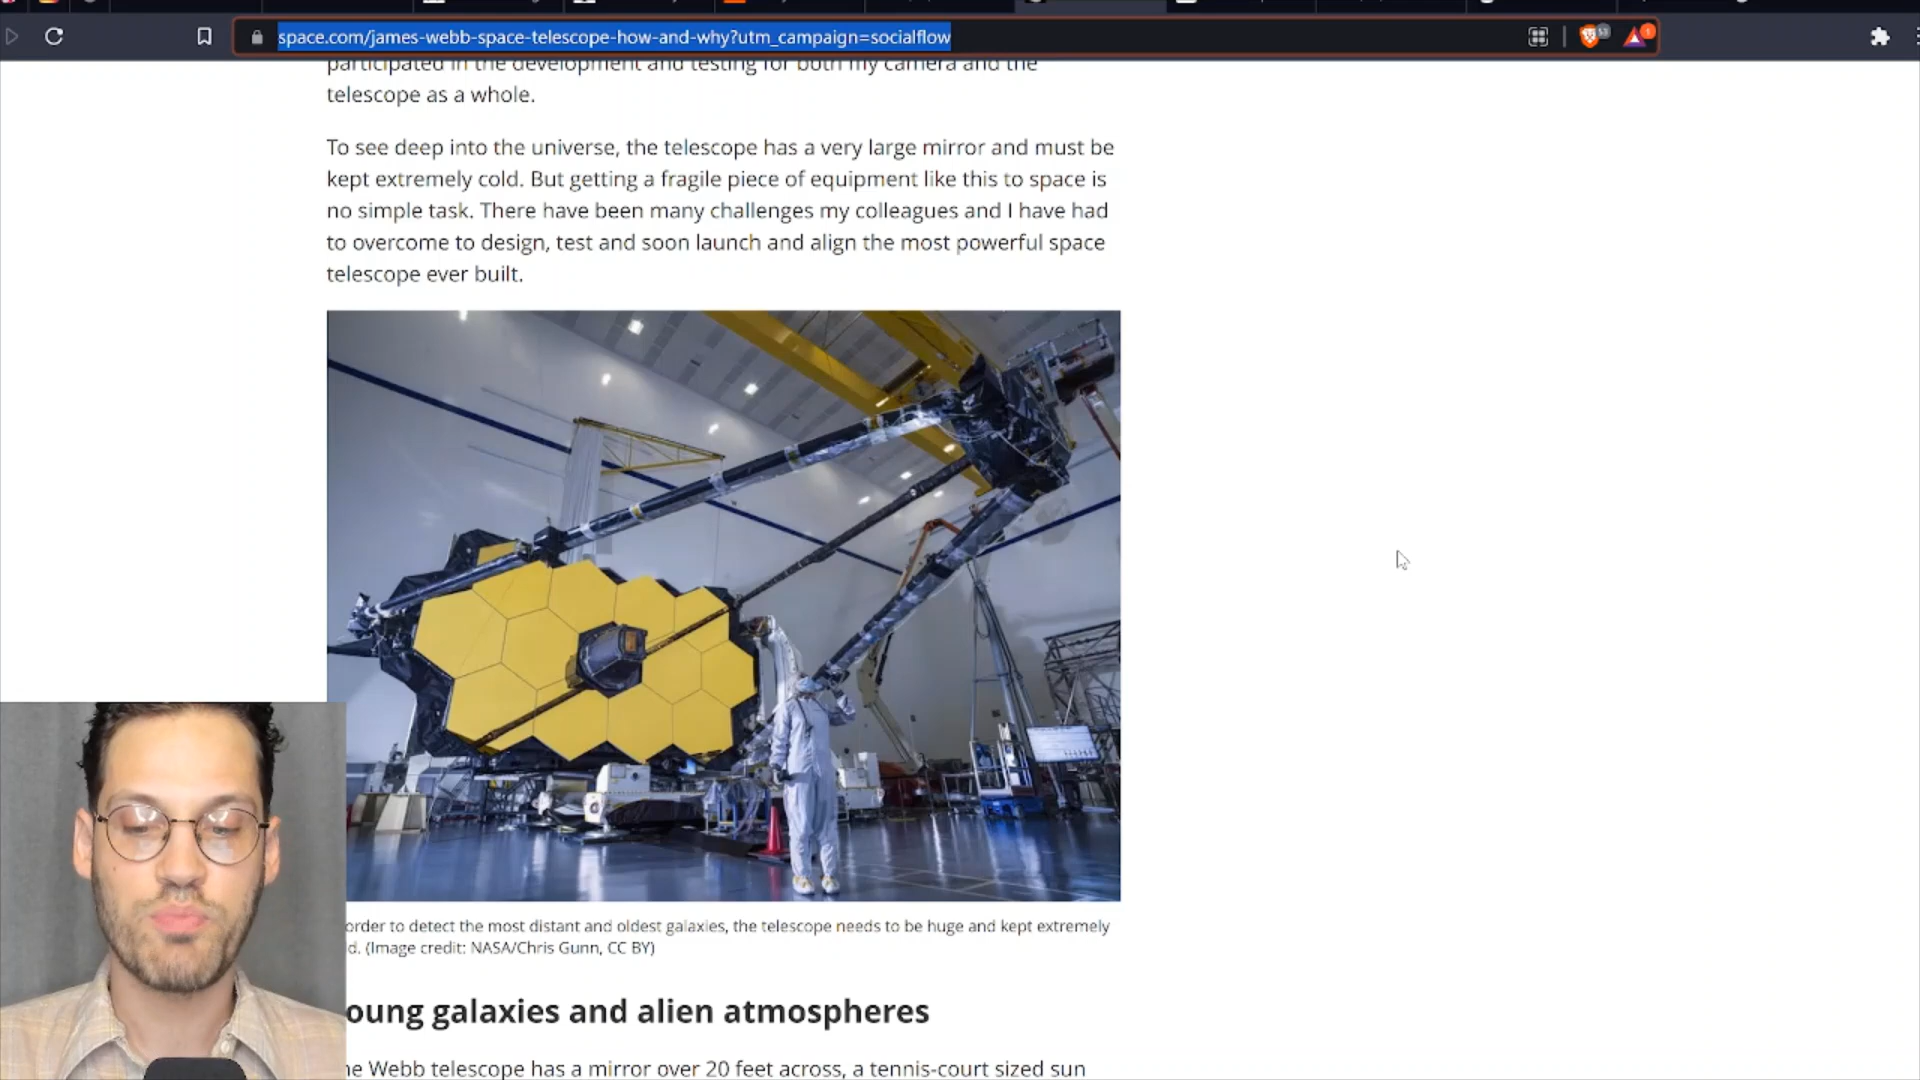 space.com/james-webb-space-telescope-how-and-why?utm_campaign=socialflow
participated in the development and testing for both my camera and the
telescope as a whole.
To see deep into the universe, the telescope has a very large mirror and must be
kept extremely cold. But getting a fragile piece of equipment like this to space is
no simple task. There have been many challenges my colleagues and I have had
to overcome to design, test and soon launch and align the most powerful space
telescope ever built.
order to detect the most distant and oldest galaxies, the telescope needs to be huge and kept extremely
d. (Image credit: NASA/Chris Gunn, CC BY)
oung galaxies and alien atmospheres
he Webb telescope has a mirror over 20 feet across, a tennis-court sized sun